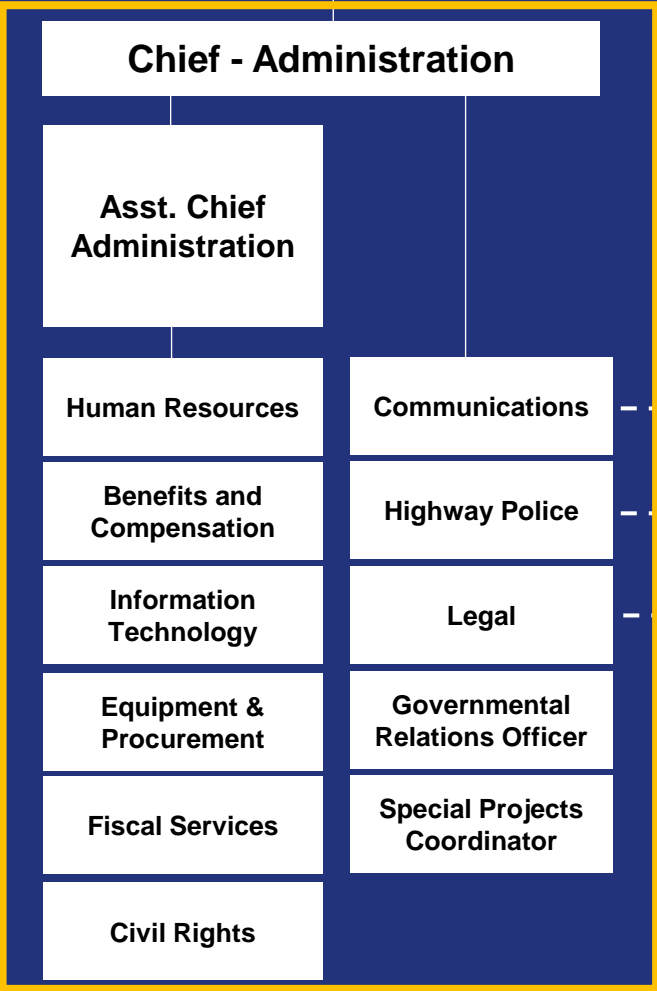 Chief - Administration
Asst. Chief
Administration
Human Resources
Benefits and
Compensation
Information
Technology
Equipment &
Procurement
Fiscal Services
Civil Rights
Communications
Highway Police
Legal
Governmental
Relations Officer
Special Projects
Coordinator